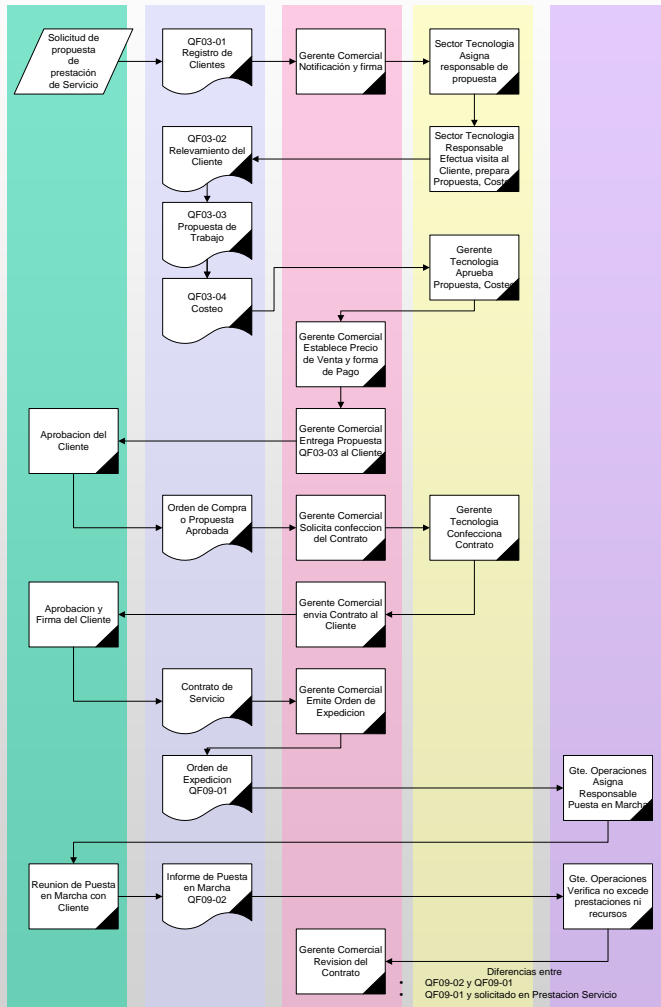 Solicitud de
propuesta
de
prestación
de Servicio
QF03-01
Registro de
Clientes
Gerente Comercial
Notificación y firma
Sector Tecnologia
Asigna
responsable de
propuesta
QF03-02
Relevamiento del
Cliente
Sector Tecnologia
Responsable
Efectua visita al
Cliente, prepara
Propuesta, Costeo
QF03-03
Propuesta de
Trabajo
QF03-04
Costeo
Gerente
Tecnologia
Aprueba
Propuesta, Costeo
Gerente Comercial
Establece Precio
de Venta y forma
de Pago
Gerente Comercial
Entrega Propuesta
QF03-03 al Cliente
Aprobacion del
Cliente
Orden de Compra
o Propuesta
Aprobada
Gerente Comercial
Solicita confeccion
del Contrato
Gerente
Tecnologia
Confecciona
Contrato
Gerente Comercial
envia Contrato al
Cliente
Aprobacion y
Firma del Cliente
Contrato de
Servicio
Gerente Comercial
Emite Orden de
Expedicion
Orden de
Expedicion
QF09-01
Gte. Operaciones
Asigna
Responsable
Puesta en Marcha
Reunion de Puesta
en Marcha con
Cliente
Informe de Puesta
en Marcha
QF09-02
Gte. Operaciones
Verifica no excede
prestaciones ni
recursos
Gerente Comercial
Revision del
Contrato
Diferencias entre
• QF09-02 y QF09-01
• QF09-01 y solicitado en Prestacion Servicio